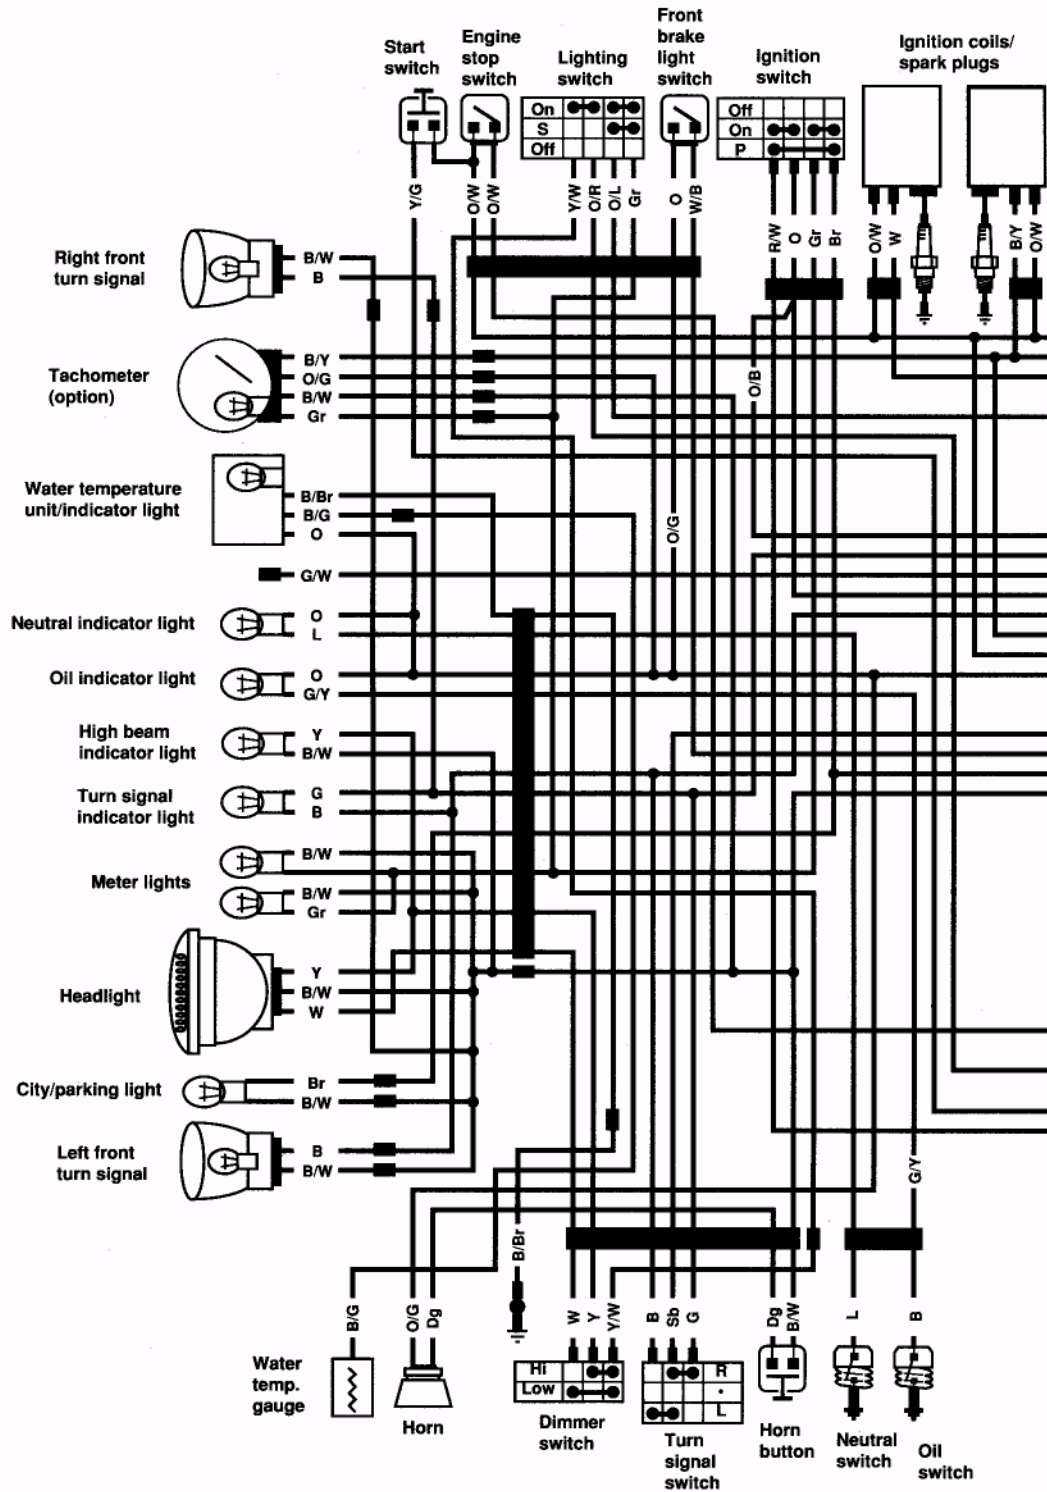 Start
switch
Engine
stop
switch
Lighting
switch
Front
brake
light
switch
Ignition
switch
Ignition coils/
spark plugs
On
S
Off
Off
On
P
Y/G
O/W
O/W
Y/W
O/R
O/L
Gr
O
W/B
R/W
O
Gr
Br
O/W
W
B/Y
O/W
Right front
turn signal
B/W
B
Tachometer
(option)
B/Y
O/G
B/W
Gr
O/B
Water temperature
unit/indicator light
B/Br
B/G
O
O/G
G/W
Neutral indicator light
O
L
Oil indicator light
O
G/Y
High beam
indicator light
Y
B/W
Turn signal
indicator light
G
B
Meter lights
B/W
B/W
Gr
Headlight
Y
B/W
W
City/parking light
Br
B/W
Left front
turn signal
B
B/W
G/Y
B/Br
B/G
O/G
Dg
W
Y
Y/W
B
Sb
G
Dg
B/W
L
B
Water
temp.
gauge
Horn
Hi
Low
Dimmer
switch
R
L
Turn
signal
switch
Horn
button
Neutral
switch
Oil
switch